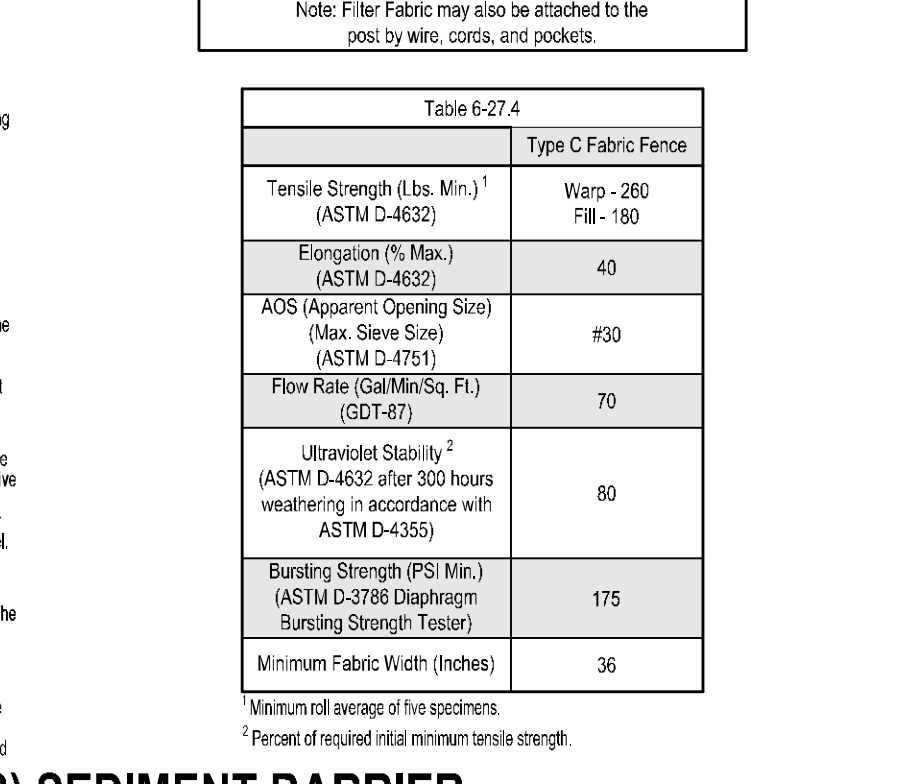 Note: Filter Fabric may also be attached to the
post by wire, cords, and pockets.
Table 6-27.4
Type C Fabric Fence
Tensile Strength (Lbs. Min.) 1
(ASTM D-4632)
Warp - 260
Fill - 180
Elongation (% Max.)
(ASTM D-4632)
40
AOS (Apparent Opening Size)
(Max. Sieve Size)
(ASTM D-4751)
#30
Flow Rate (Gal/Min/Sq. Ft.)
(GDT-87)
70
Ultraviolet Stability 2
(ASTM D-4632 after 300 hours
weathering in accordance with
ASTM D-4355)
80
Bursting Strength (PSI Min.)
(ASTM D-3786 Diaphragm
Bursting Strength Tester)
175
Minimum Fabric Width (Inches)
36
1 Minimum roll average of five specimens.
2 Percent of required initial minimum tensile strength.
SEDIMENT BARRIER